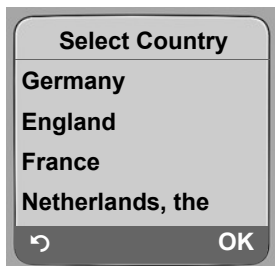 Select Country
Germany
England
France
Netherlands, the
OK